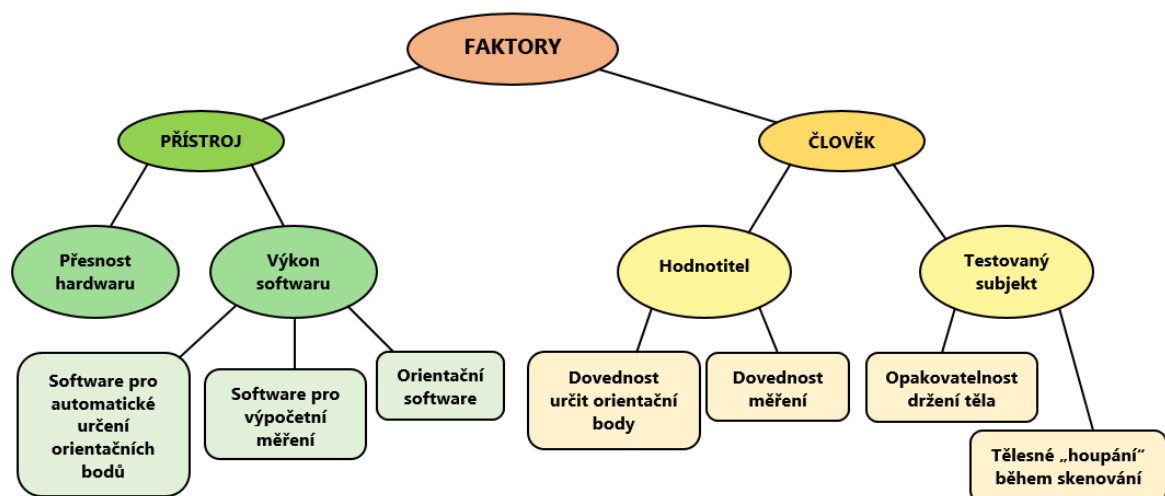 FAKTORY
PŘÍSTROJ
ČLOVĚK
Přesnost
hardwaru
Výkon
softwaru
Hodnotitel
Testovaný
subjekt
Software pro
automatické
určení
orientačních
bodů
Software pro
výpočetní
měření
Orientační
software
Dovednost
určit orientační
body
Dovednost
měření
Opakovatelnost
držení těla
Tělesné „houpání“
během skenování